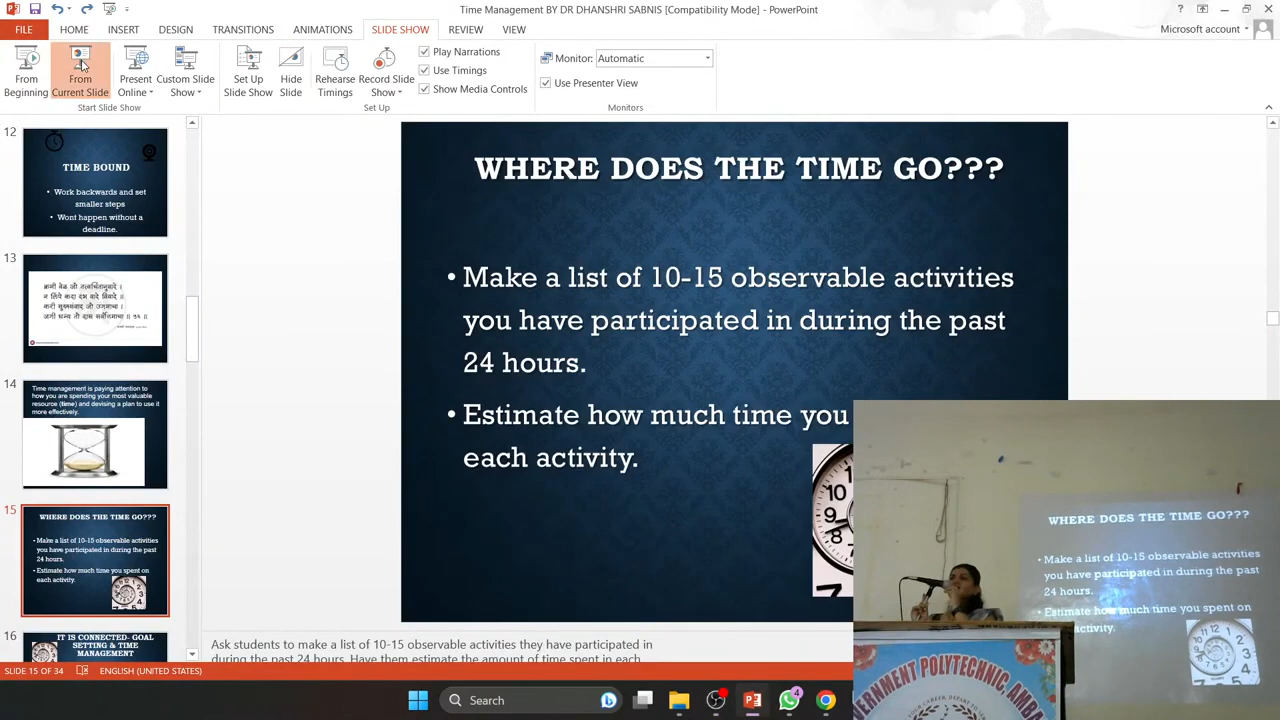 Time Management BY DR DHANSHRI SABNIS [Compatibility Mode] - PowerPoint
FILE HOME INSERT DESIGN TRANSITIONS ANIMATIONS SLIDE SHOW REVIEW VIEW
Microsoft account
From Beginning
From Current Slide
Present Online
Custom Slide Show
Start Slide Show
Set Up Slide Show
Hide Slide
Rehearse Timings
Record Slide Show
Play Narrations
Use Timings
Show Media Controls
Set Up
Monitor: Automatic
Use Presenter View
Monitors
12
TIME BOUND
• Work backwards and set
smaller steps
• Wont happen without a
deadline.
13
14
Time management is paying attention to
how you are spending your most valuable
resource (time) and devising a plan to use it
more effectively.
15
WHERE DOES THE TIME GO???
• Make a list of 10-15 observable activities
you have participated in during the past
24 hours.
• Estimate how much time you spent on
each activity.
16
IT IS CONNECTED- GOAL
SETTING & TIME
MANAGEMENT
WHERE DOES THE TIME GO???
• Make a list of 10-15 observable activities
you have participated in during the past
24 hours.
• Estimate how much time you
each activity.
Ask students to make a list of 10-15 observable activities they have participated in
during the past 24 hours. Have them estimate the amount of time spent in each
SLIDE 15 OF 34
ENGLISH (UNITED STATES)
Search
4
WHERE DOES THE TIME GO???
• Make a list of 10-15 observable activities
you have participated in during the past
24 hours.
Estimate how much time you spent on
activity.
VERNMENT POLYTECHNIC, AMBA